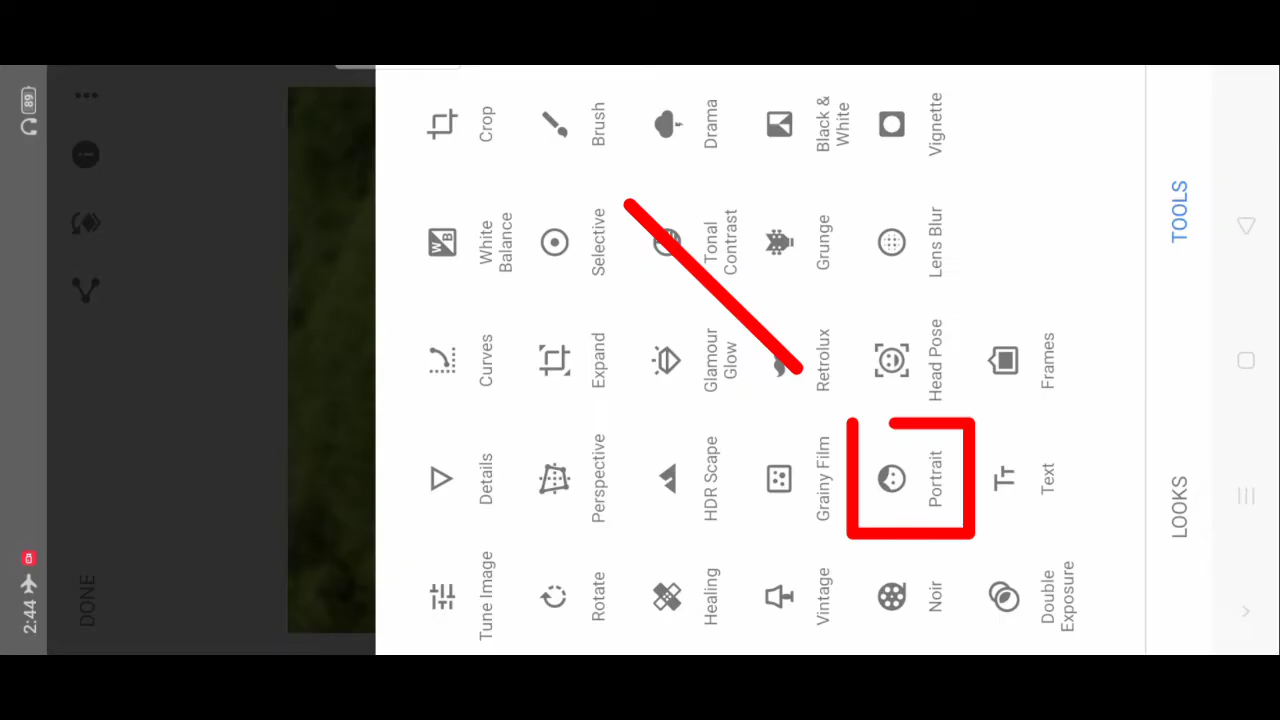 2:44
89
DONE
Tune Image
Details
Curves
White
Balance
Crop
Rotate
Perspective
Expand
Selective
Brush
Healing
HDR Scape
Glamour
Glow
Tonal
Contrast
Drama
Vintage
Grainy Film
Retrolux
Grunge
Black &
White
Noir
Portrait
Head Pose
Lens Blur
Vignette
Double
Exposure
Text
Frames
LOOKS
TOOLS